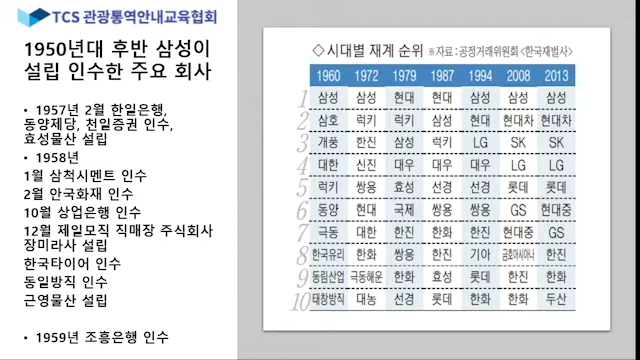 TCS 관광통역안내교육협회
1950년대 후반 삼성이
설립 인수한 주요 회사
• 1957년 2월 한일은행,
동양제당, 천일증권 인수,
효성물산 설립
• 1958년
1월 삼척시멘트 인수
2월 안국화재 인수
10월 상업은행 인수
12월 제일모직 직매장 주식회사
장미라사 설립
한국타이어 인수
동일방직 인수
근영물산 설립
• 1959년 조흥은행 인수
◇시대별 재계 순위 ※자료 : 공정거래위원회 <한국재벌사>
1960 1972 1979 1987 1994 2008 2013
1 삼성 삼성 현대 현대 삼성 삼성 삼성
2 삼호 럭키 럭키 삼성 현대 현대차 현대차
3 개풍 한진 삼성 럭키 LG SK SK
4 대한 신진 대우 대우 대우 LG LG
5 럭키 쌍용 효성 선경 선경 롯데 롯데
6 동양 현대 국제 쌍용 쌍용 GS 현대중
7 극동 대한 한진 한화 한진 현대중 GS
8 한국유리 한화 쌍용 한진 기아 금호아시아나 한진
9 동립산업 극동해운 한화 효성 롯데 한진 한화
10 태창방직 대농 선경 롯데 한화 한화 두산